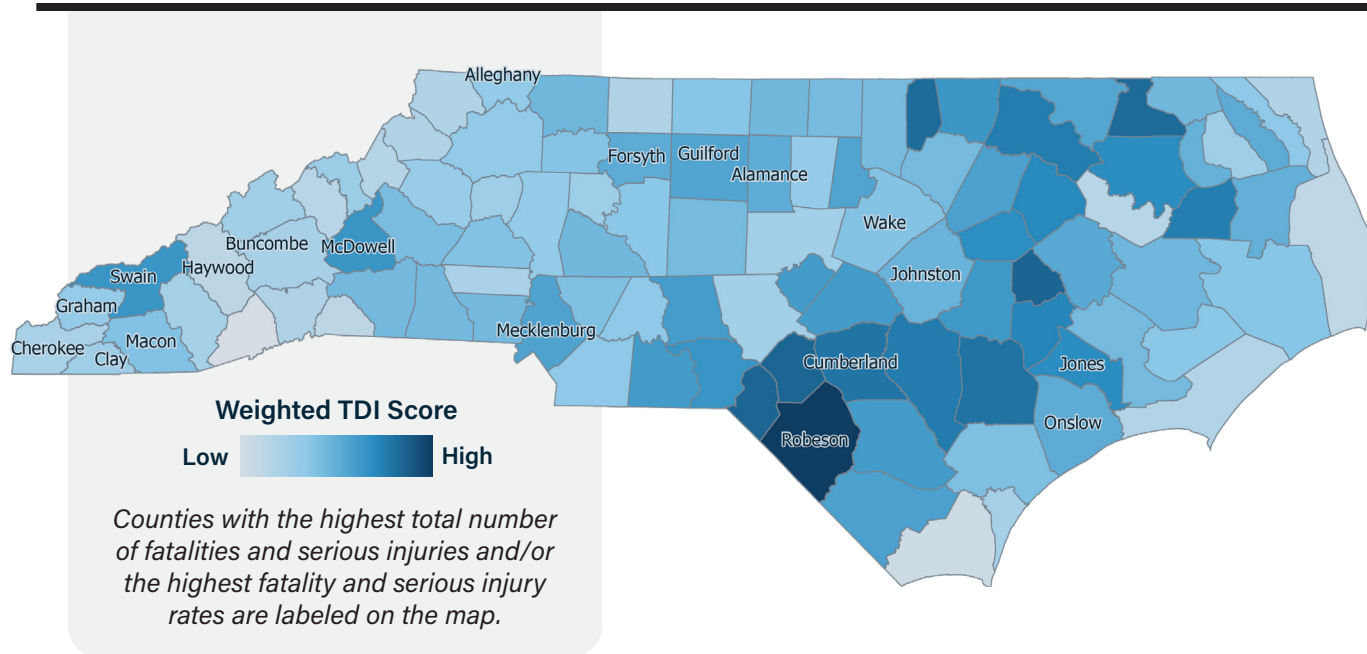 Alleghany
Forsyth
Guilford
Alamance
Wake
Buncombe
McDowell
Haywood
Swain
Johnston
Graham
Macon
Mecklenburg
Cherokee
Clay
Cumberland
Jones
Onslow
Robeson
Weighted TDI Score
Low
High
Counties with the highest total number
of fatalities and serious injuries and/or
the highest fatality and serious injury
rates are labeled on the map.